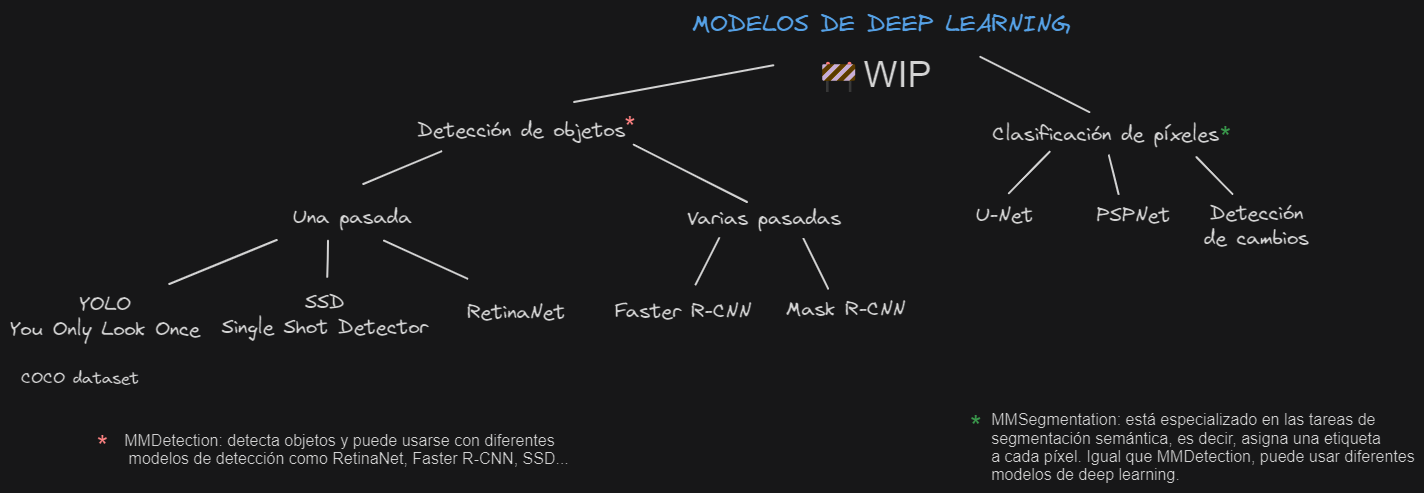 MODELOS DE DEEP LEARNING
🚧 WIP
Detección de objetos*
Clasificación de píxeles*
Una pasada
Varias pasadas
U-Net
PSPNet
Detección
de cambios
YOLO
You Only Look Once
SSD
Single Shot Detector
RetinaNet
Faster R-CNN
Mask R-CNN
COCO dataset
* MMDetection: detecta objetos y puede usarse con diferentes
modelos de detección como RetinaNet, Faster R-CNN, SSD...
* MMSegmentation: está especializado en las tareas de
segmentación semántica, es decir, asigna una etiqueta
a cada píxel. Igual que MMDetection, puede usar diferentes
modelos de deep learning.